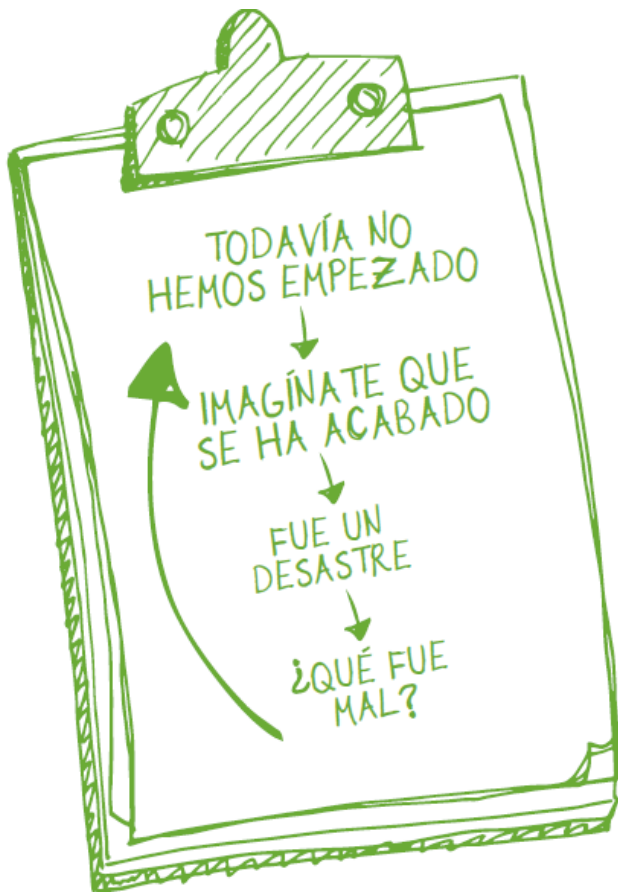 TODAVÍA NO
HEMOS EMPEZADO
IMAGÍNATE QUE
SE HA ACABADO
FUE UN
DESASTRE
¿QUÉ FUE
MAL?